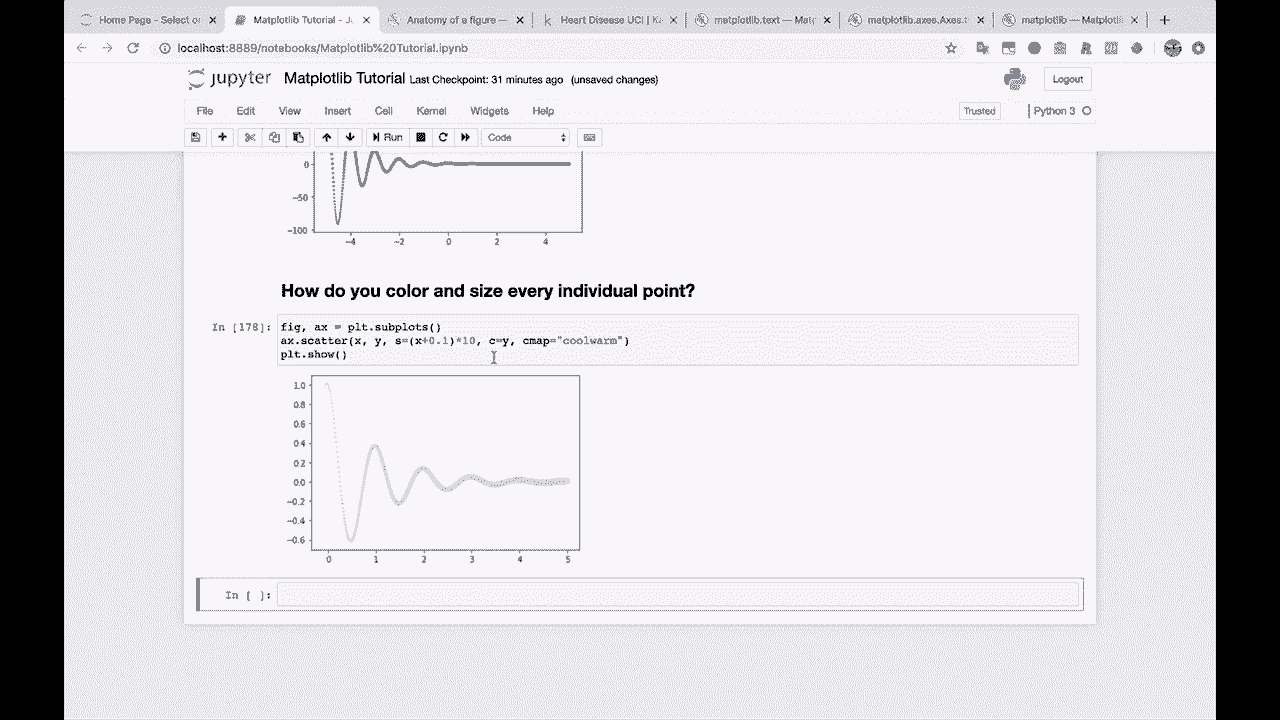 Home Page - Select o
Matplotlib Tutorial - Ju
Anatomy of a figure —
Heart Disease UCI | Ka
matplotlib.text — Matp
matplotlib.axes.Axes.t
matplotlib — Matplotli
localhost:8889/notebooks/Matplotlib%20Tutorial.ipynb
jupyter Matplotlib Tutorial Last Checkpoint: 31 minutes ago (unsaved changes)
Logout
File Edit View Insert Cell Kernel Widgets Help
Trusted
Python 3
Run
Code
0
−50
−100
−4 −2 0 2 4
How do you color and size every individual point?
In [178]:
fig, ax = plt.subplots()
ax.scatter(x, y, s=(x+0.1)*10, c=y, cmap="coolwarm")
plt.show()
1.0
0.8
0.6
0.4
0.2
0.0
−0.2
−0.4
−0.6
0 1 2 3 4 5
In [ ]: